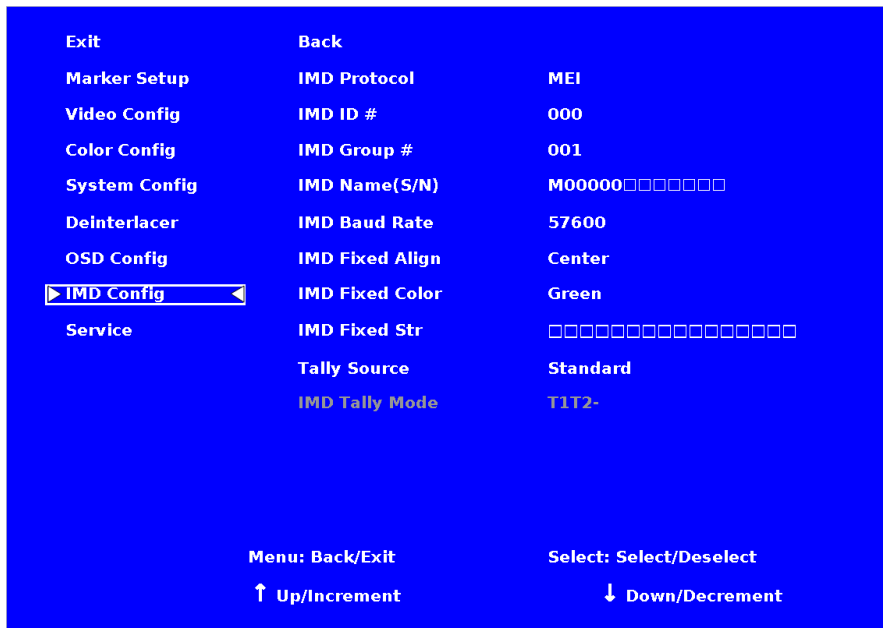 Exit Back
Marker Setup IMD Protocol MEI
Video Config IMD ID # 000
Color Config IMD Group # 001
System Config IMD Name(S/N) M00000□□□□□□□
Deinterlacer IMD Baud Rate 57600
OSD Config IMD Fixed Align Center
IMD Config IMD Fixed Color Green
Service IMD Fixed Str □□□□□□□□□□□□□□□□
Tally Source Standard
IMD Tally Mode T1T2-
Menu: Back/Exit Select: Select/Deselect
↑ Up/Increment ↓ Down/Decrement